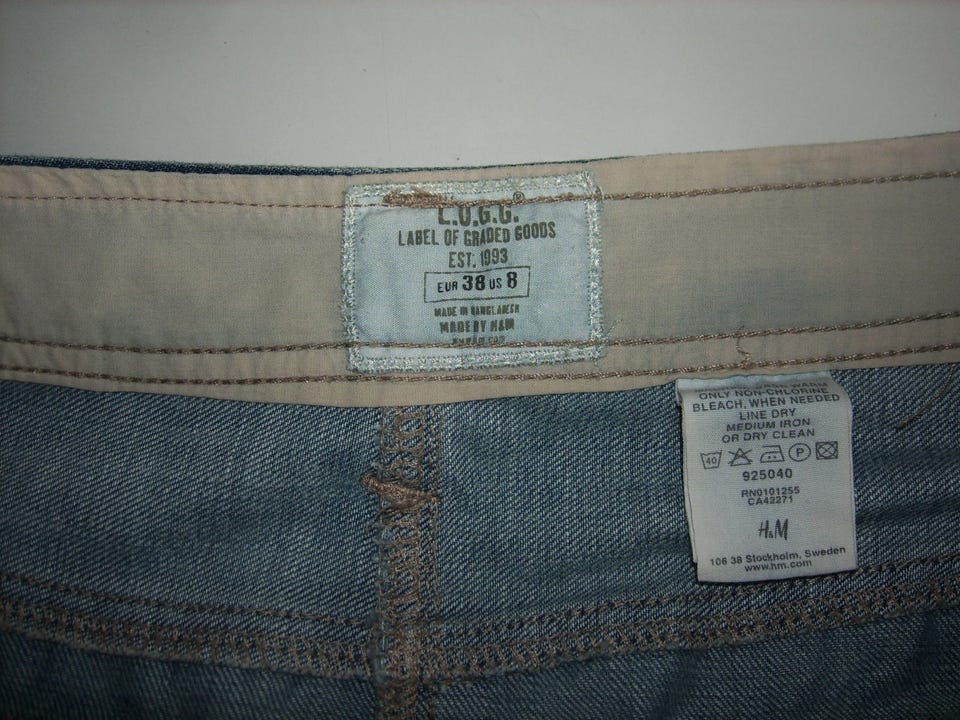 L.O.G.G.®
LABEL OF GRADED GOODS
EST. 1993
EUR 38 US 8
MADE IN BANGLADESH
MADE BY H&M
ONLY NON-CHLORINE
BLEACH, WHEN NEEDED
LINE DRY
MEDIUM IRON
OR DRY CLEAN
40 P
925040
RN0101255
CA42271
H&M
106 38 Stockholm, Sweden
www.hm.com